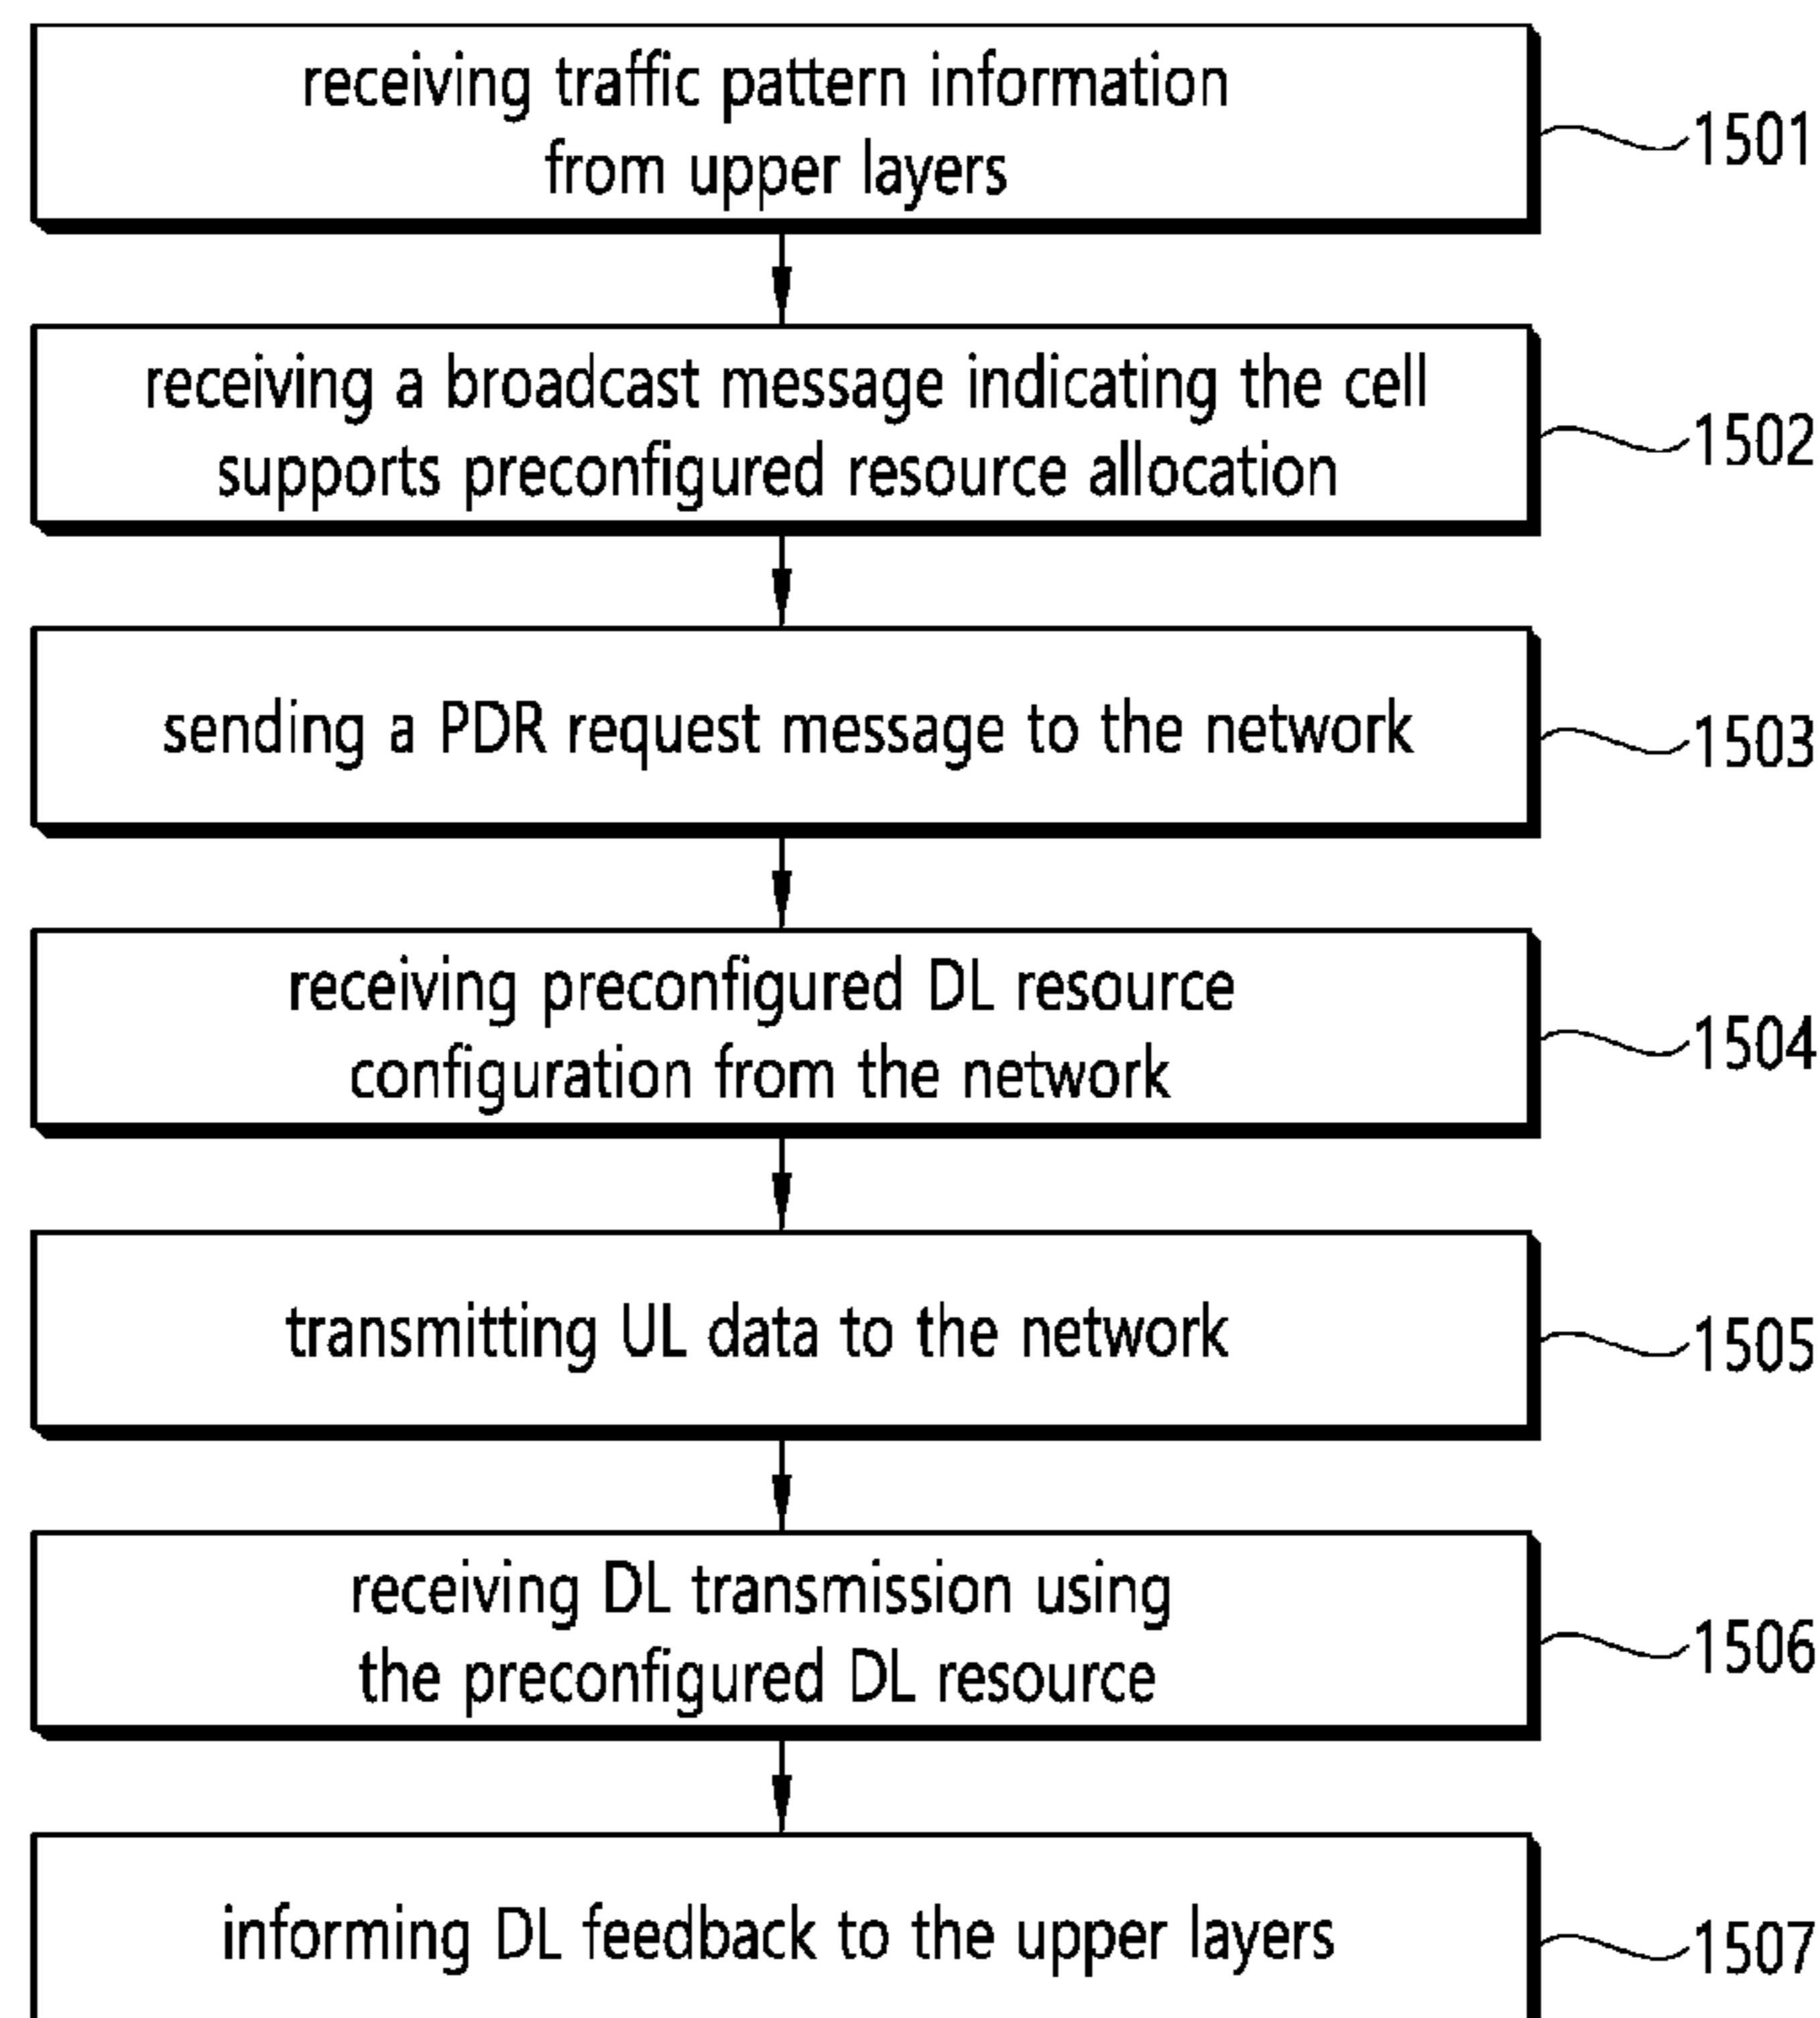 receiving traffic pattern information
from upper layers
1501
receiving a broadcast message indicating the cell
supports preconfigured resource allocation
1502
sending a PDR request message to the network
1503
receiving preconfigured DL resource
configuration from the network
1504
transmitting UL data to the network
1505
receiving DL transmission using
the preconfigured DL resource
1506
informing DL feedback to the upper layers
1507